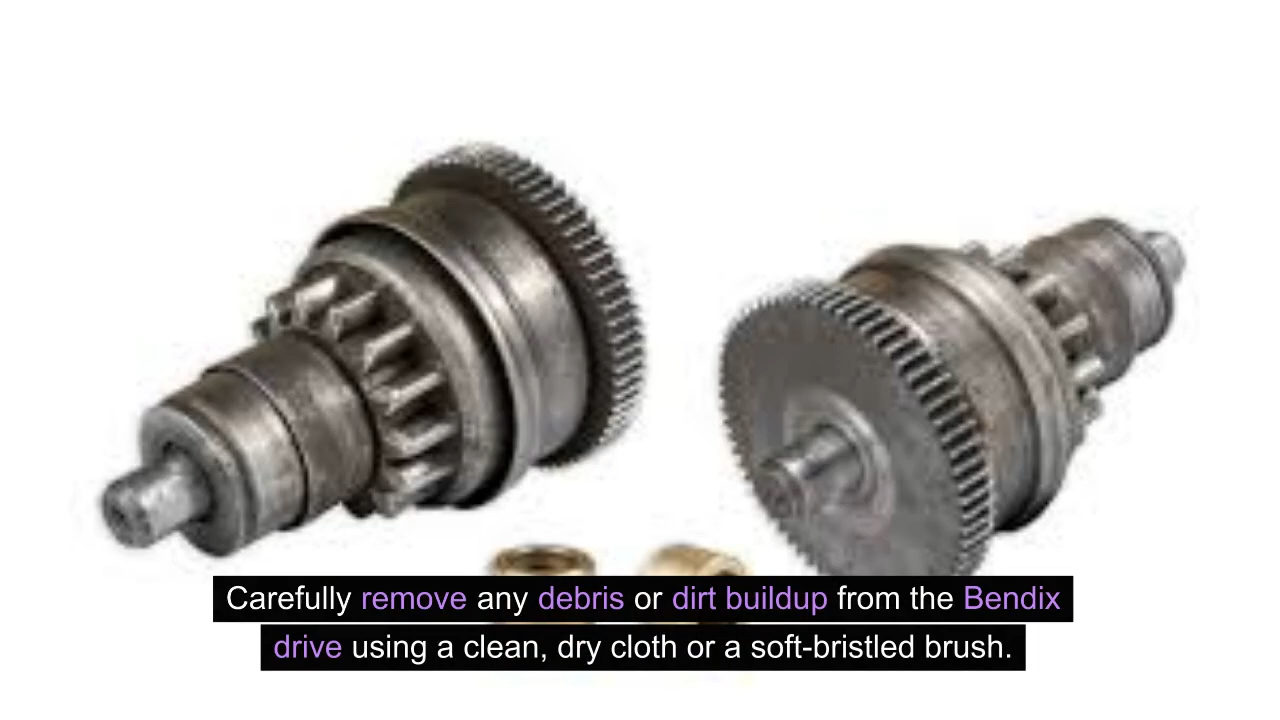 Carefully remove any debris or dirt buildup from the Bendix
drive using a clean, dry cloth or a soft-bristled brush.